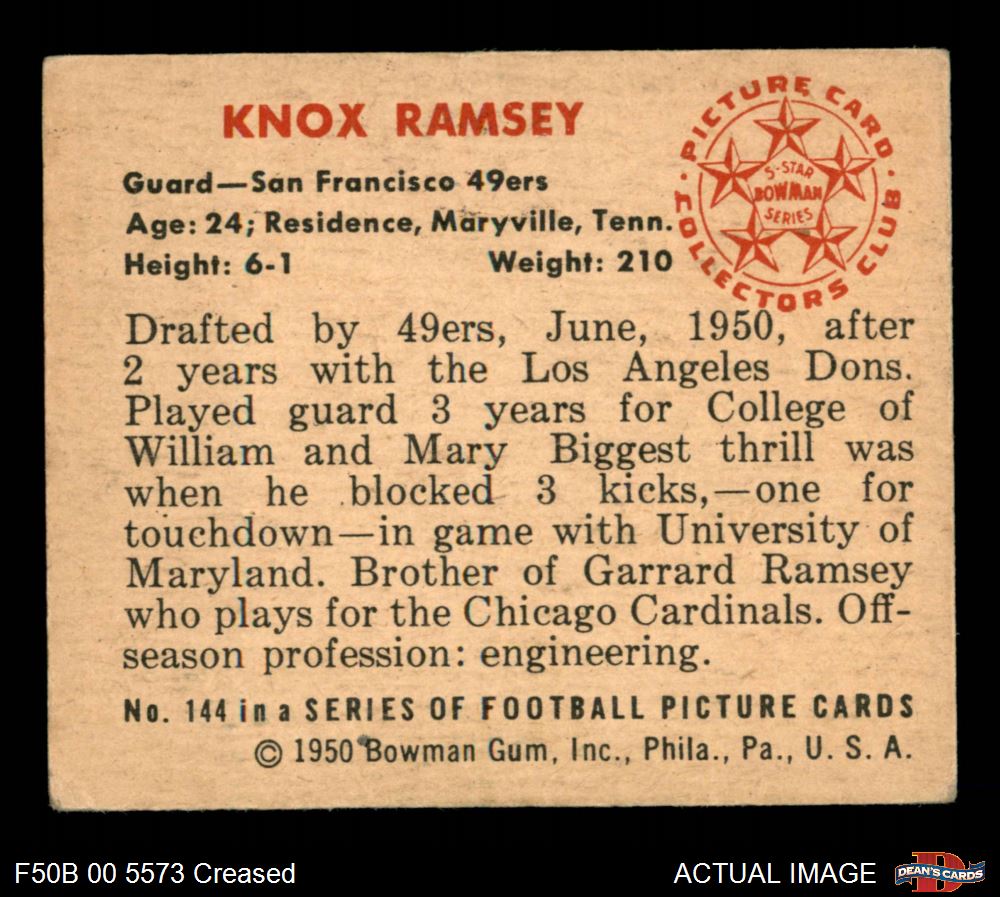 KNOX RAMSEY
Guard—San Francisco 49ers
Age: 24; Residence, Maryville, Tenn.
Height: 6-1 Weight: 210
PICTURE CARD
COLLECTORS CLUB
5-STAR
BOWMAN
SERIES
Drafted by 49ers, June, 1950, after
2 years with the Los Angeles Dons.
Played guard 3 years for College of
William and Mary Biggest thrill was
when he blocked 3 kicks,—one for
touchdown—in game with University of
Maryland. Brother of Garrard Ramsey
who plays for the Chicago Cardinals. Off-
season profession: engineering.
No. 144 in a SERIES OF FOOTBALL PICTURE CARDS
© 1950 Bowman Gum, Inc., Phila., Pa., U. S. A.
F50B 00 5573 Creased
ACTUAL IMAGE
D
DEAN'S CARDS